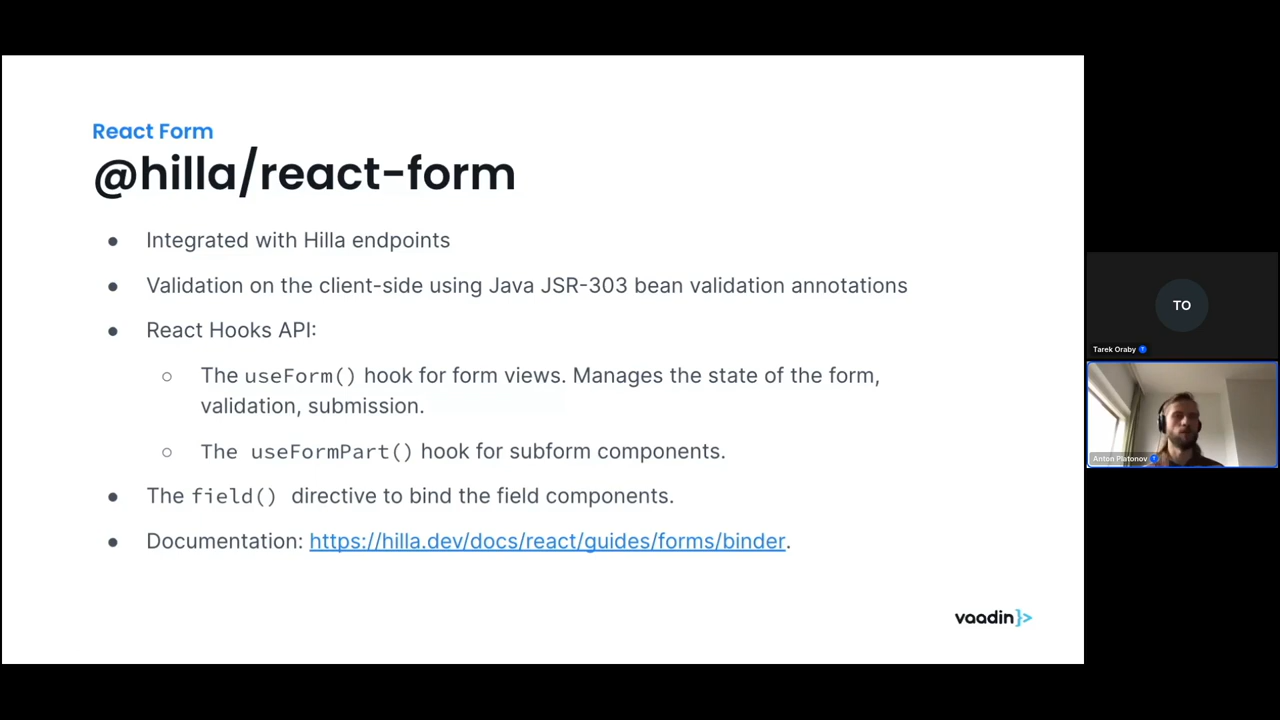 React Form
@hilla/react-form
● Integrated with Hilla endpoints
● Validation on the client-side using Java JSR-303 bean validation annotations
● React Hooks API:
○ The useForm() hook for form views. Manages the state of the form,
validation, submission.
○ The useFormPart() hook for subform components.
● The field() directive to bind the field components.
● Documentation: https://hilla.dev/docs/react/guides/forms/binder.
vaadin}>
TO
Tarek Oraby
Anton Platonov